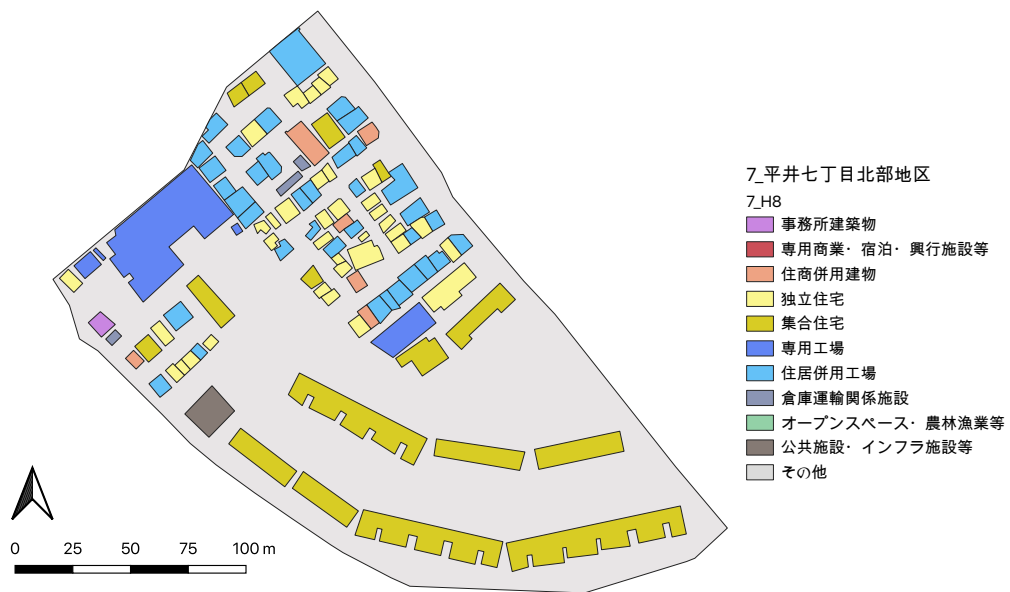 7_平井七丁目北部地区
7_H8
事務所建築物
専用商業・宿泊・興行施設等
住商併用建物
独立住宅
集合住宅
専用工場
住居併用工場
倉庫運輸関係施設
オープンスペース・農林漁業等
公共施設・インフラ施設等
その他
0 25 50 75 100 m